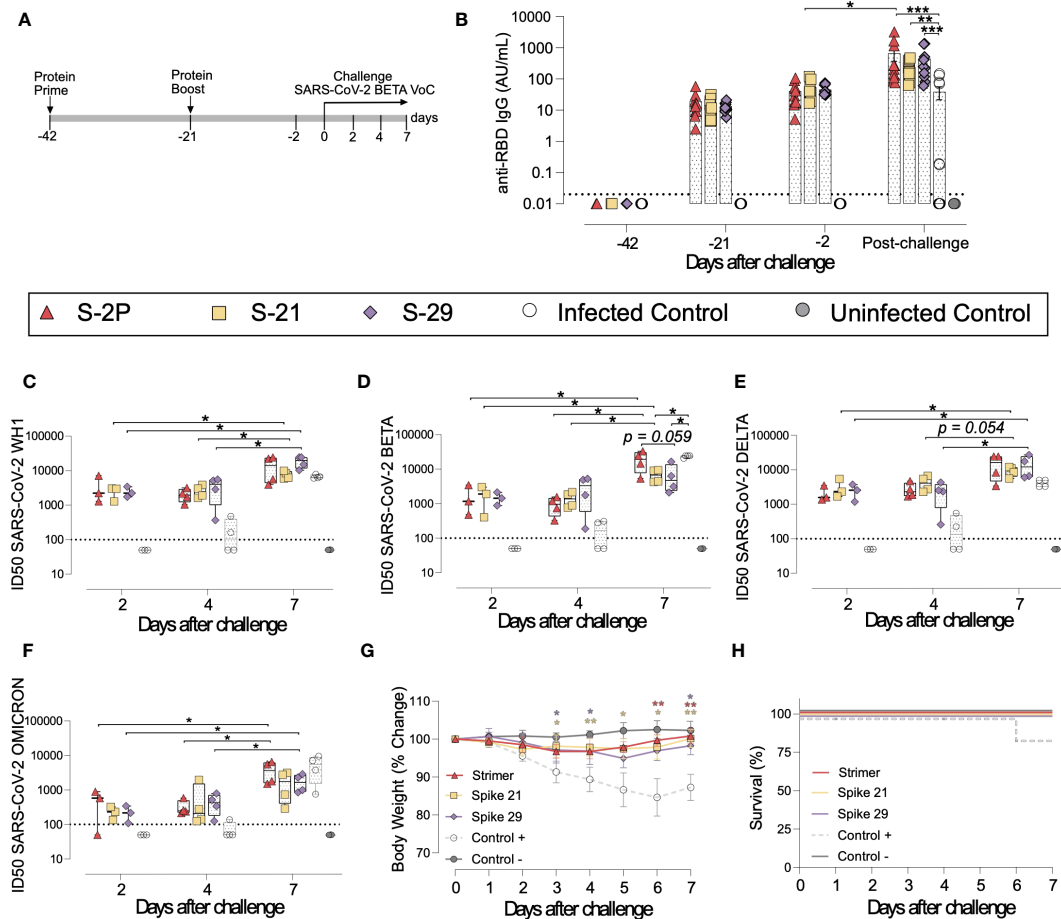 A
Protein
Prime
Protein
Boost
Challenge
SARS-CoV-2 BETA VoC
days
-42
-21
-2
0
2
4
7
B
anti-RBD IgG (AU/mL)
10000
1000
100
10
1
0.1
0.01
*
***
**
***
-42
-21
-2
Post-challenge
Days after challenge
S-2P
S-21
S-29
Infected Control
Uninfected Control
C
ID50 SARS-CoV-2 WH1
100000
10000
1000
100
10
*
*
*
*
2
4
7
Days after challenge
D
ID50 SARS-CoV-2 BETA
100000
10000
1000
100
10
*
*
*
*
*
p = 0.059
2
4
7
Days after challenge
E
ID50 SARS-CoV-2 DELTA
100000
10000
1000
100
10
*
*
p = 0.054
*
2
4
7
Days after challenge
F
ID50 SARS-CoV-2 OMICRON
100000
10000
1000
100
10
*
*
*
2
4
7
Days after challenge
G
Body Weight (% Change)
110
100
90
80
70
*
*
*
**
*
**
*
*
**
**
Strimer
Spike 21
Spike 29
Control +
Control -
0
1
2
3
4
5
6
7
Days after challenge
H
Survival (%)
100
75
50
25
0
Strimer
Spike 21
Spike 29
Control +
Control -
0
1
2
3
4
5
6
7
Days after challenge